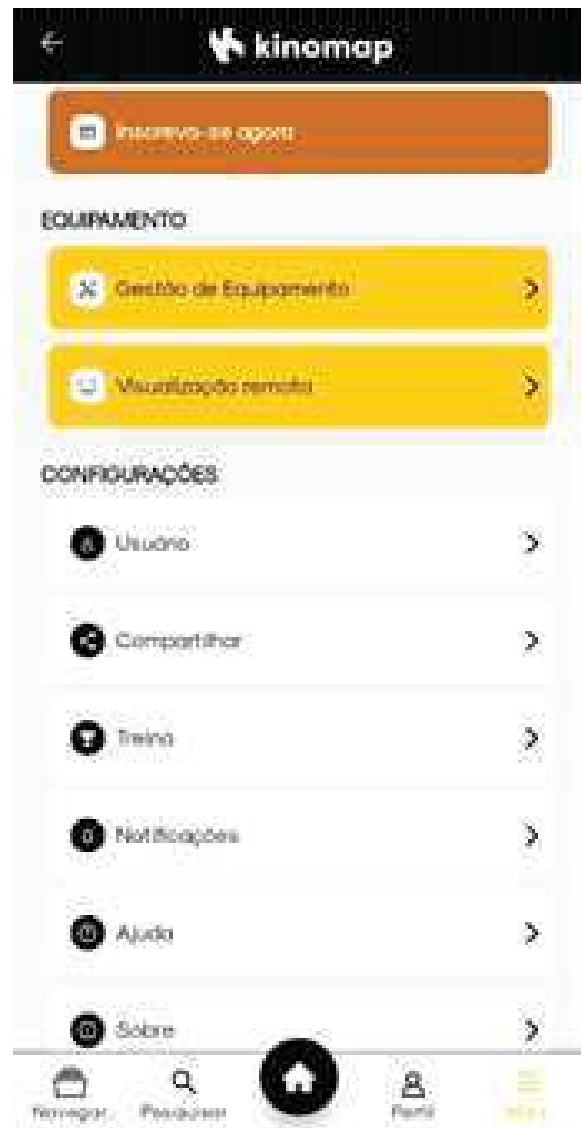 kinomap
Inscreva-se agora
EQUIPAMENTO
Gestão de Equipamento
Visualização remota
CONFIGURAÇÕES
Usuário
Compartilhar
Treino
Notificações
Ajuda
Sobre
Navegar
Pesquisar
Perfil